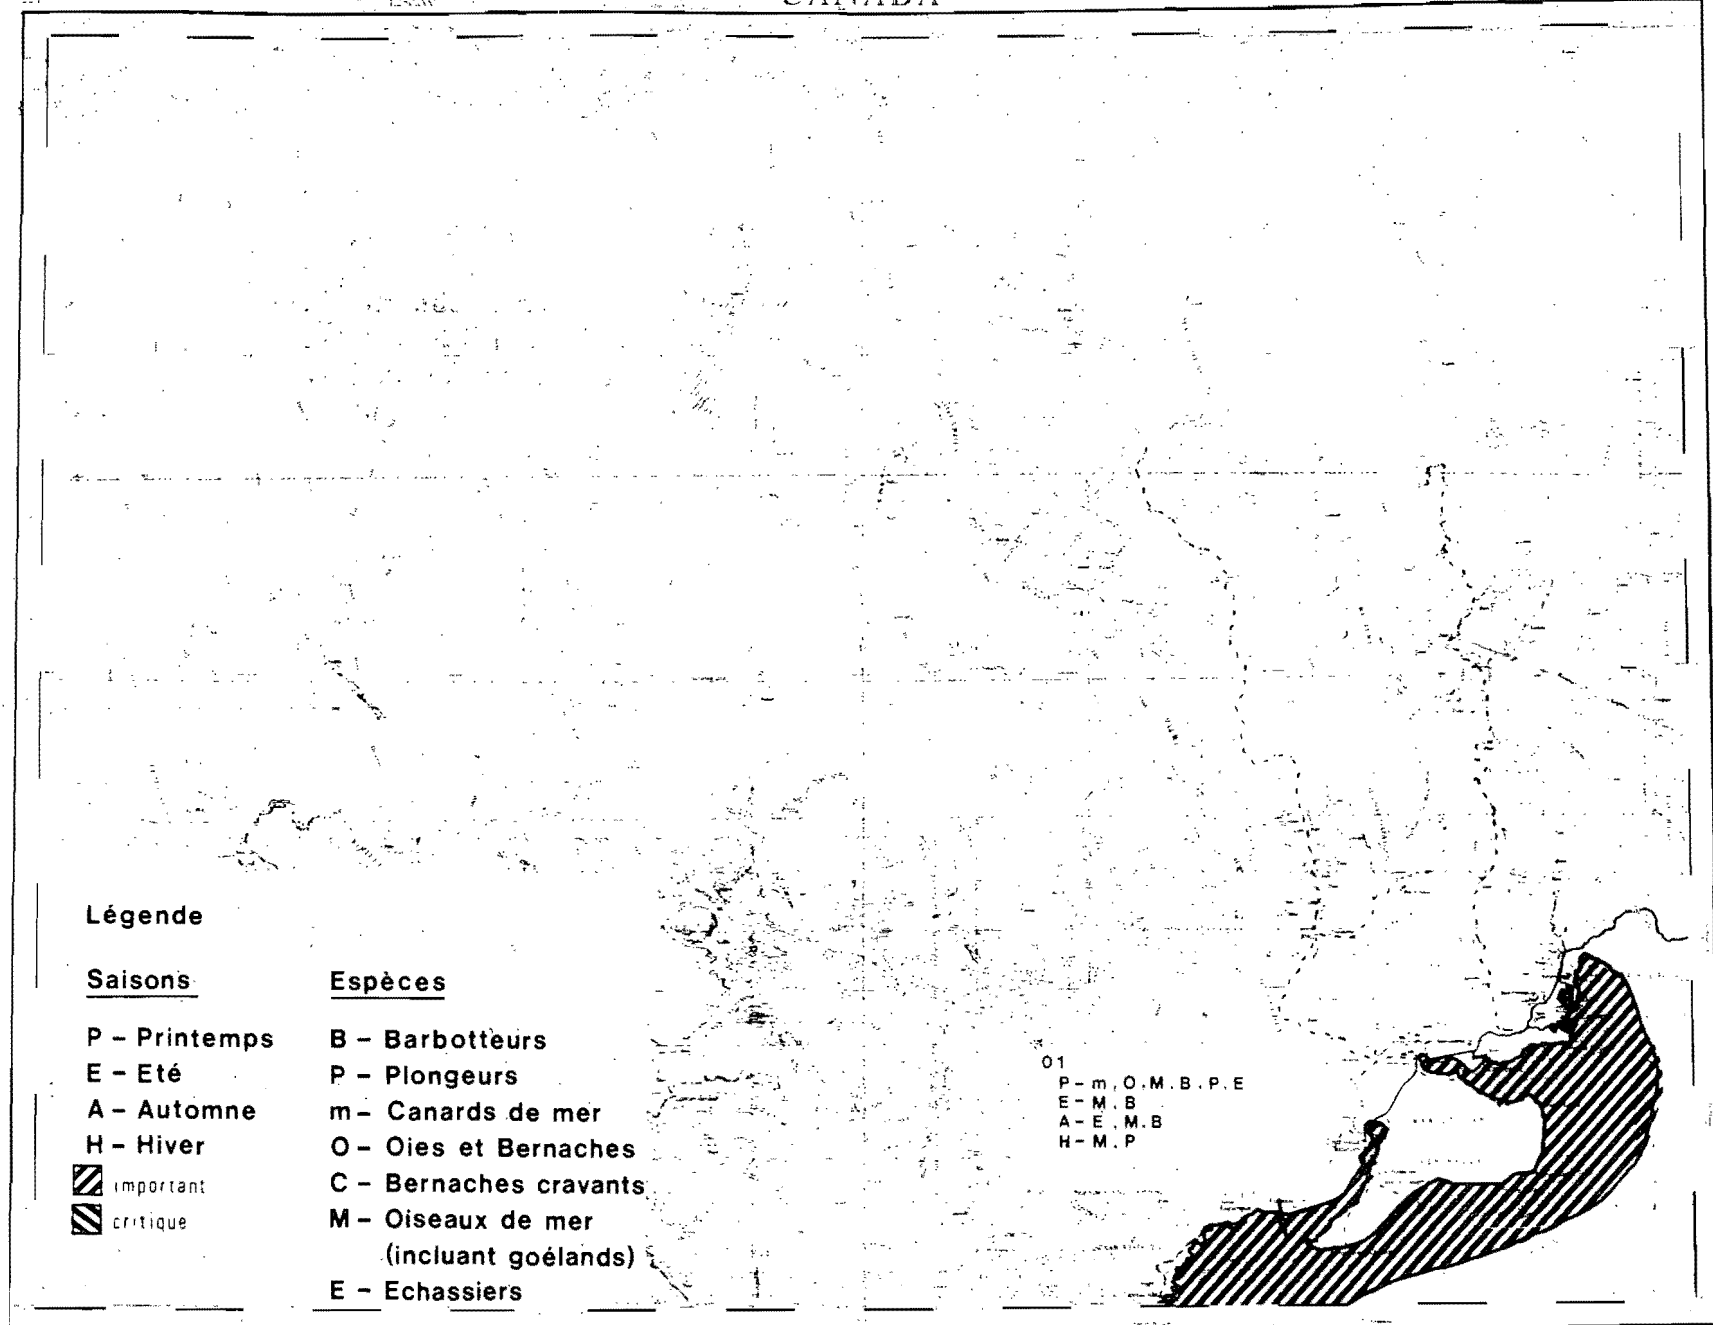 CANADA
Légende
Saisons
P – Printemps
E – Eté
A – Automne
H – Hiver
important
critique
Espèces
B – Barbotteurs
P – Plongeurs
m – Canards de mer
O – Oies et Bernaches
C – Bernaches cravants
M – Oiseaux de mer
(incluant goélands)
E – Echassiers
01
P – m, O, M, B, P, E
E – M, B
A – E, M, B
H – M, P